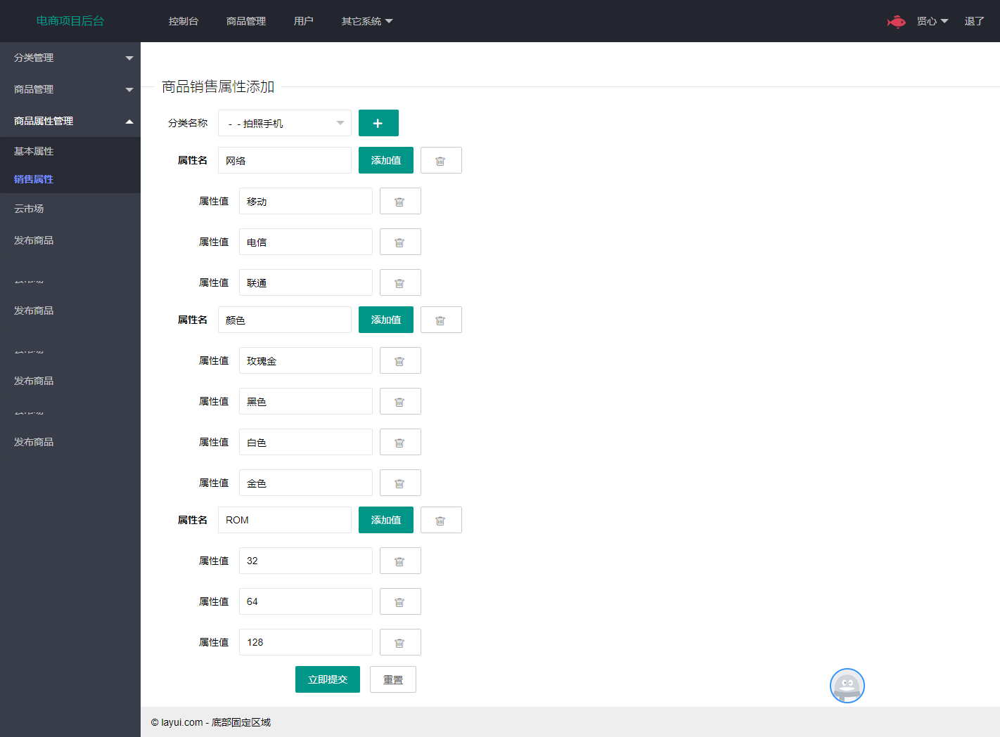 电商项目后台
控制台 商品管理 用户 其它系统
贤心 退了
分类管理
商品管理
商品属性管理
基本属性
销售属性
云市场
发布商品
发布商品
发布商品
发布商品
商品销售属性添加
分类名称 - - 拍照手机 +
属性名 网络 添加值
属性值 移动
属性值 电信
属性值 联通
属性名 颜色 添加值
属性值 玫瑰金
属性值 黑色
属性值 白色
属性值 金色
属性名 ROM 添加值
属性值 32
属性值 64
属性值 128
立即提交 重置
© layui.com - 底部固定区域